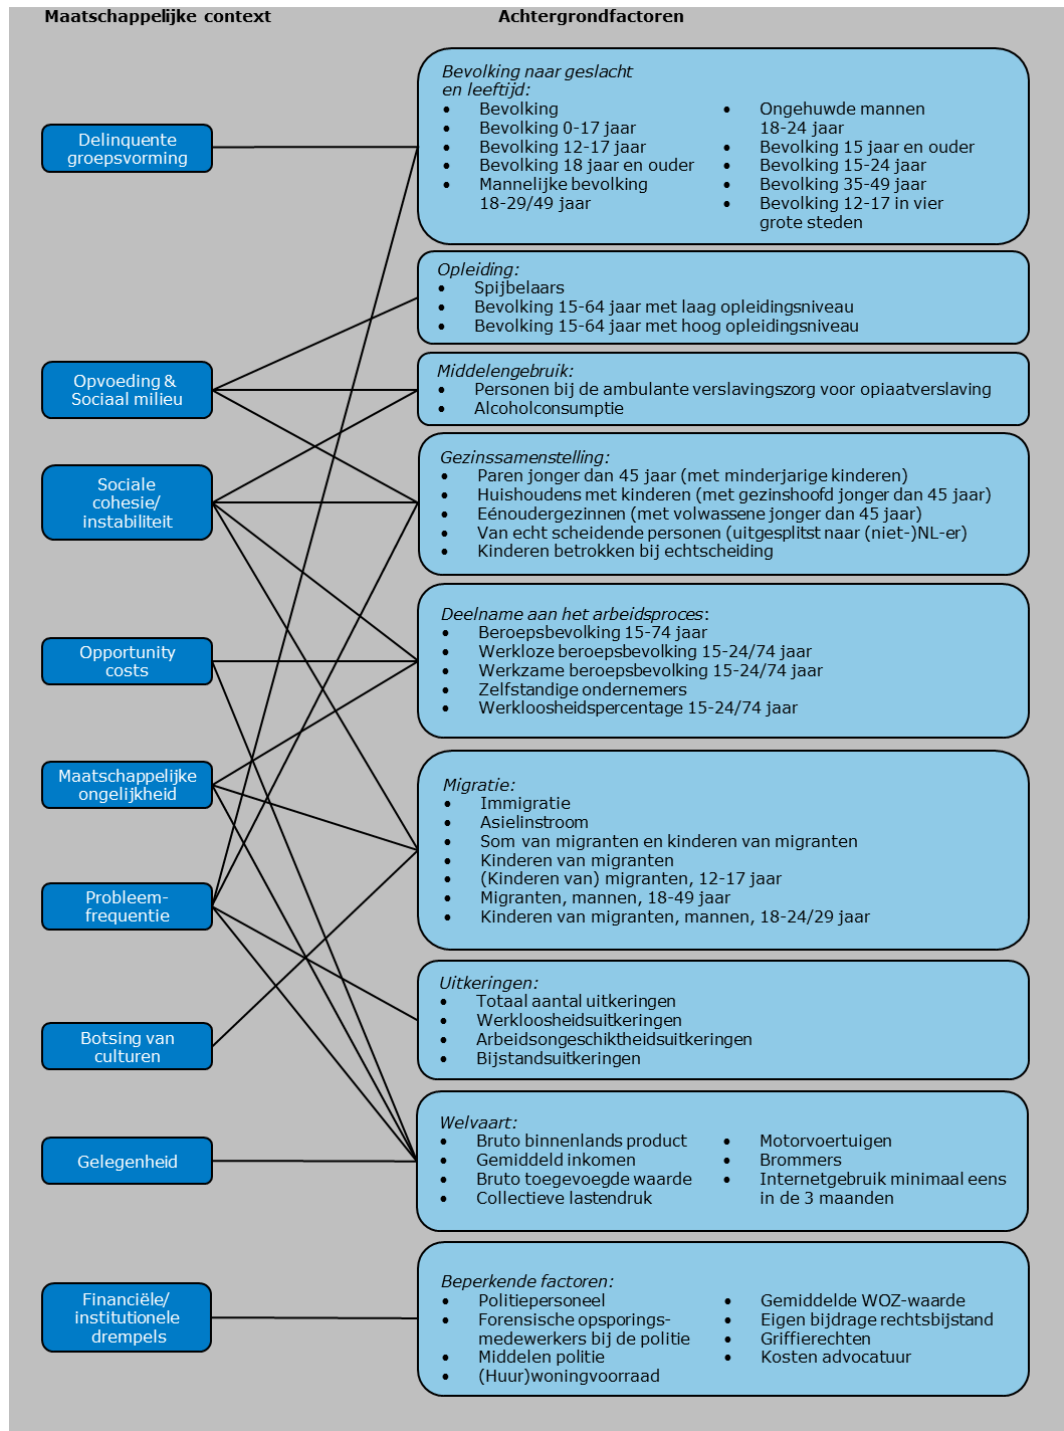 Maatschappelijke context
Achtergrondfactoren
Delinquente
groepsvorming
Opvoeding &
Sociaal milieu
Sociale
cohesie/
instabiliteit
Opportunity
costs
Maatschappelijke
ongelijkheid
Probleem-
frequentie
Botsing van
culturen
Gelegenheid
Financiële/
institutionele
drempels
Bevolking naar geslacht
en leeftijd:
• Bevolking
• Bevolking 0-17 jaar
• Bevolking 12-17 jaar
• Bevolking 18 jaar en ouder
• Mannelijke bevolking
18-29/49 jaar
• Ongehuwde mannen
18-24 jaar
• Bevolking 15 jaar en ouder
• Bevolking 15-24 jaar
• Bevolking 35-49 jaar
• Bevolking 12-17 in vier
grote steden
Opleiding:
• Spijbelaars
• Bevolking 15-64 jaar met laag opleidingsniveau
• Bevolking 15-64 jaar met hoog opleidingsniveau
Middelengebruik:
• Personen bij de ambulante verslavingszorg voor opiaatverslaving
• Alcoholconsumptie
Gezinssamenstelling:
• Paren jonger dan 45 jaar (met minderjarige kinderen)
• Huishoudens met kinderen (met gezinshoofd jonger dan 45 jaar)
• Eénoudergezinnen (met volwassene jonger dan 45 jaar)
• Van echt scheidende personen (uitgesplitst naar (niet-)NL-er)
• Kinderen betrokken bij echtscheiding
Deelname aan het arbeidsproces:
• Beroepsbevolking 15-74 jaar
• Werkloze beroepsbevolking 15-24/74 jaar
• Werkzame beroepsbevolking 15-24/74 jaar
• Zelfstandige ondernemers
• Werkloosheidspercentage 15-24/74 jaar
Migratie:
• Immigratie
• Asielinstroom
• Som van migranten en kinderen van migranten
• Kinderen van migranten
• (Kinderen van) migranten, 12-17 jaar
• Migranten, mannen, 18-49 jaar
• Kinderen van migranten, mannen, 18-24/29 jaar
Uitkeringen:
• Totaal aantal uitkeringen
• Werkloosheidsuitkeringen
• Arbeidsongeschiktheidsuitkeringen
• Bijstandsuitkeringen
Welvaart:
• Bruto binnenlands product
• Gemiddeld inkomen
• Bruto toegevoegde waarde
• Collectieve lastendruk
• Motorvoertuigen
• Brommers
• Internetgebruik minimaal eens
in de 3 maanden
Beperkende factoren:
• Politiepersoneel
• Forensische opsporings-
medewerkers bij de politie
• Middelen politie
• (Huur)woningvoorraad
• Gemiddelde WOZ-waarde
• Eigen bijdrage rechtsbijstand
• Griffierechten
• Kosten advocatuur